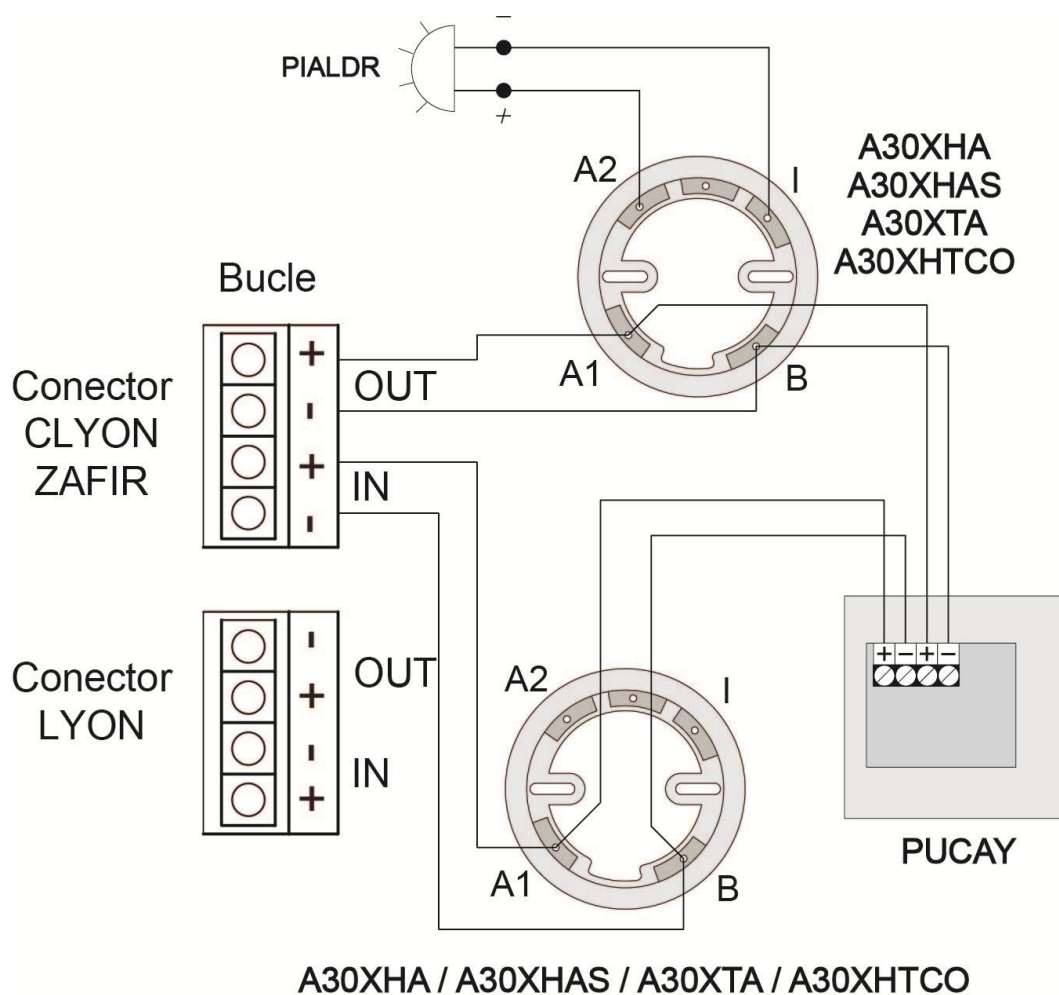 −
PIALDR
+
A2
I
A30XHA
A30XHAS
A30XTA
A30XHTCO
Bucle
Conector
CLYON
ZAFIR
+
-
+
-
OUT
IN
A1
B
Conector
LYON
-
+
-
+
OUT
IN
A2
I
A1
B
+ − + −
PUCAY
A30XHA / A30XHAS / A30XTA / A30XHTCO